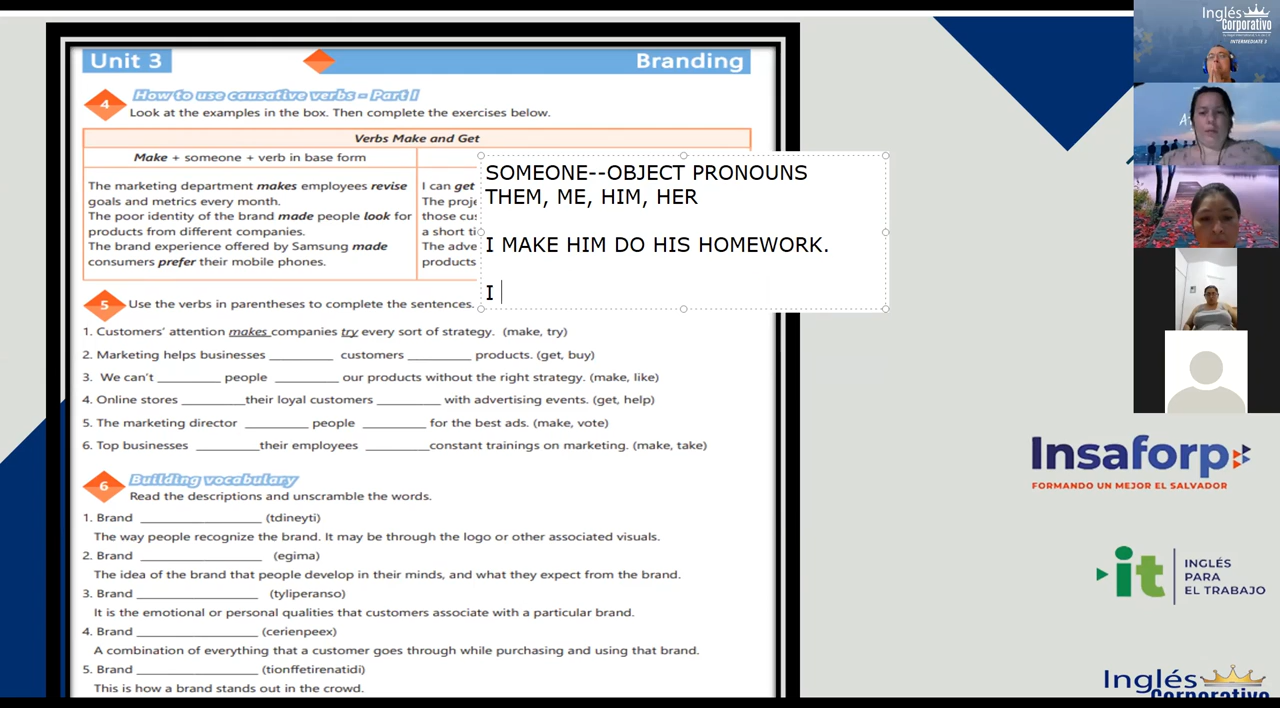 Unit 3
Branding
4
How to use causative verbs – Part I
Look at the examples in the box. Then complete the exercises below.
Verbs Make and Get
Make + someone + verb in base form
The marketing department makes employees revise
goals and metrics every month.
The poor identity of the brand made people look for
products from different companies.
The brand experience offered by Samsung made
consumers prefer their mobile phones.
I can get
The proje
those cus
a short ti
The adve
products
SOMEONE--OBJECT PRONOUNS
THEM, ME, HIM, HER
I MAKE HIM DO HIS HOMEWORK.
I
5
Use the verbs in parentheses to complete the sentences.
1. Customers’ attention makes companies try every sort of strategy. (make, try)
2. Marketing helps businesses __________ customers __________ products. (get, buy)
3. We can’t __________ people __________ our products without the right strategy. (make, like)
4. Online stores __________their loyal customers __________ with advertising events. (get, help)
5. The marketing director __________ people __________ for the best ads. (make, vote)
6. Top businesses __________their employees __________constant trainings on marketing. (make, take)
6
Building vocabulary
Read the descriptions and unscramble the words.
1. Brand ____________________ (tdineyti)
The way people recognize the brand. It may be through the logo or other associated visuals.
2. Brand ____________________ (egima)
The idea of the brand that people develop in their minds, and what they expect from the brand.
3. Brand ____________________ (tyliperanso)
It is the emotional or personal qualities that customers associate with a particular brand.
4. Brand ____________________ (cerienpeex)
A combination of everything that a customer goes through while purchasing and using that brand.
5. Brand ____________________ (tionffetirenatidi)
This is how a brand stands out in the crowd.
Inglés
Corporativo
INTERMEDIATE 2
Insaforp
FORMANDO UN MEJOR EL SALVADOR
it
INGLÉS
PARA
EL TRABAJO
Inglés
Corporativo